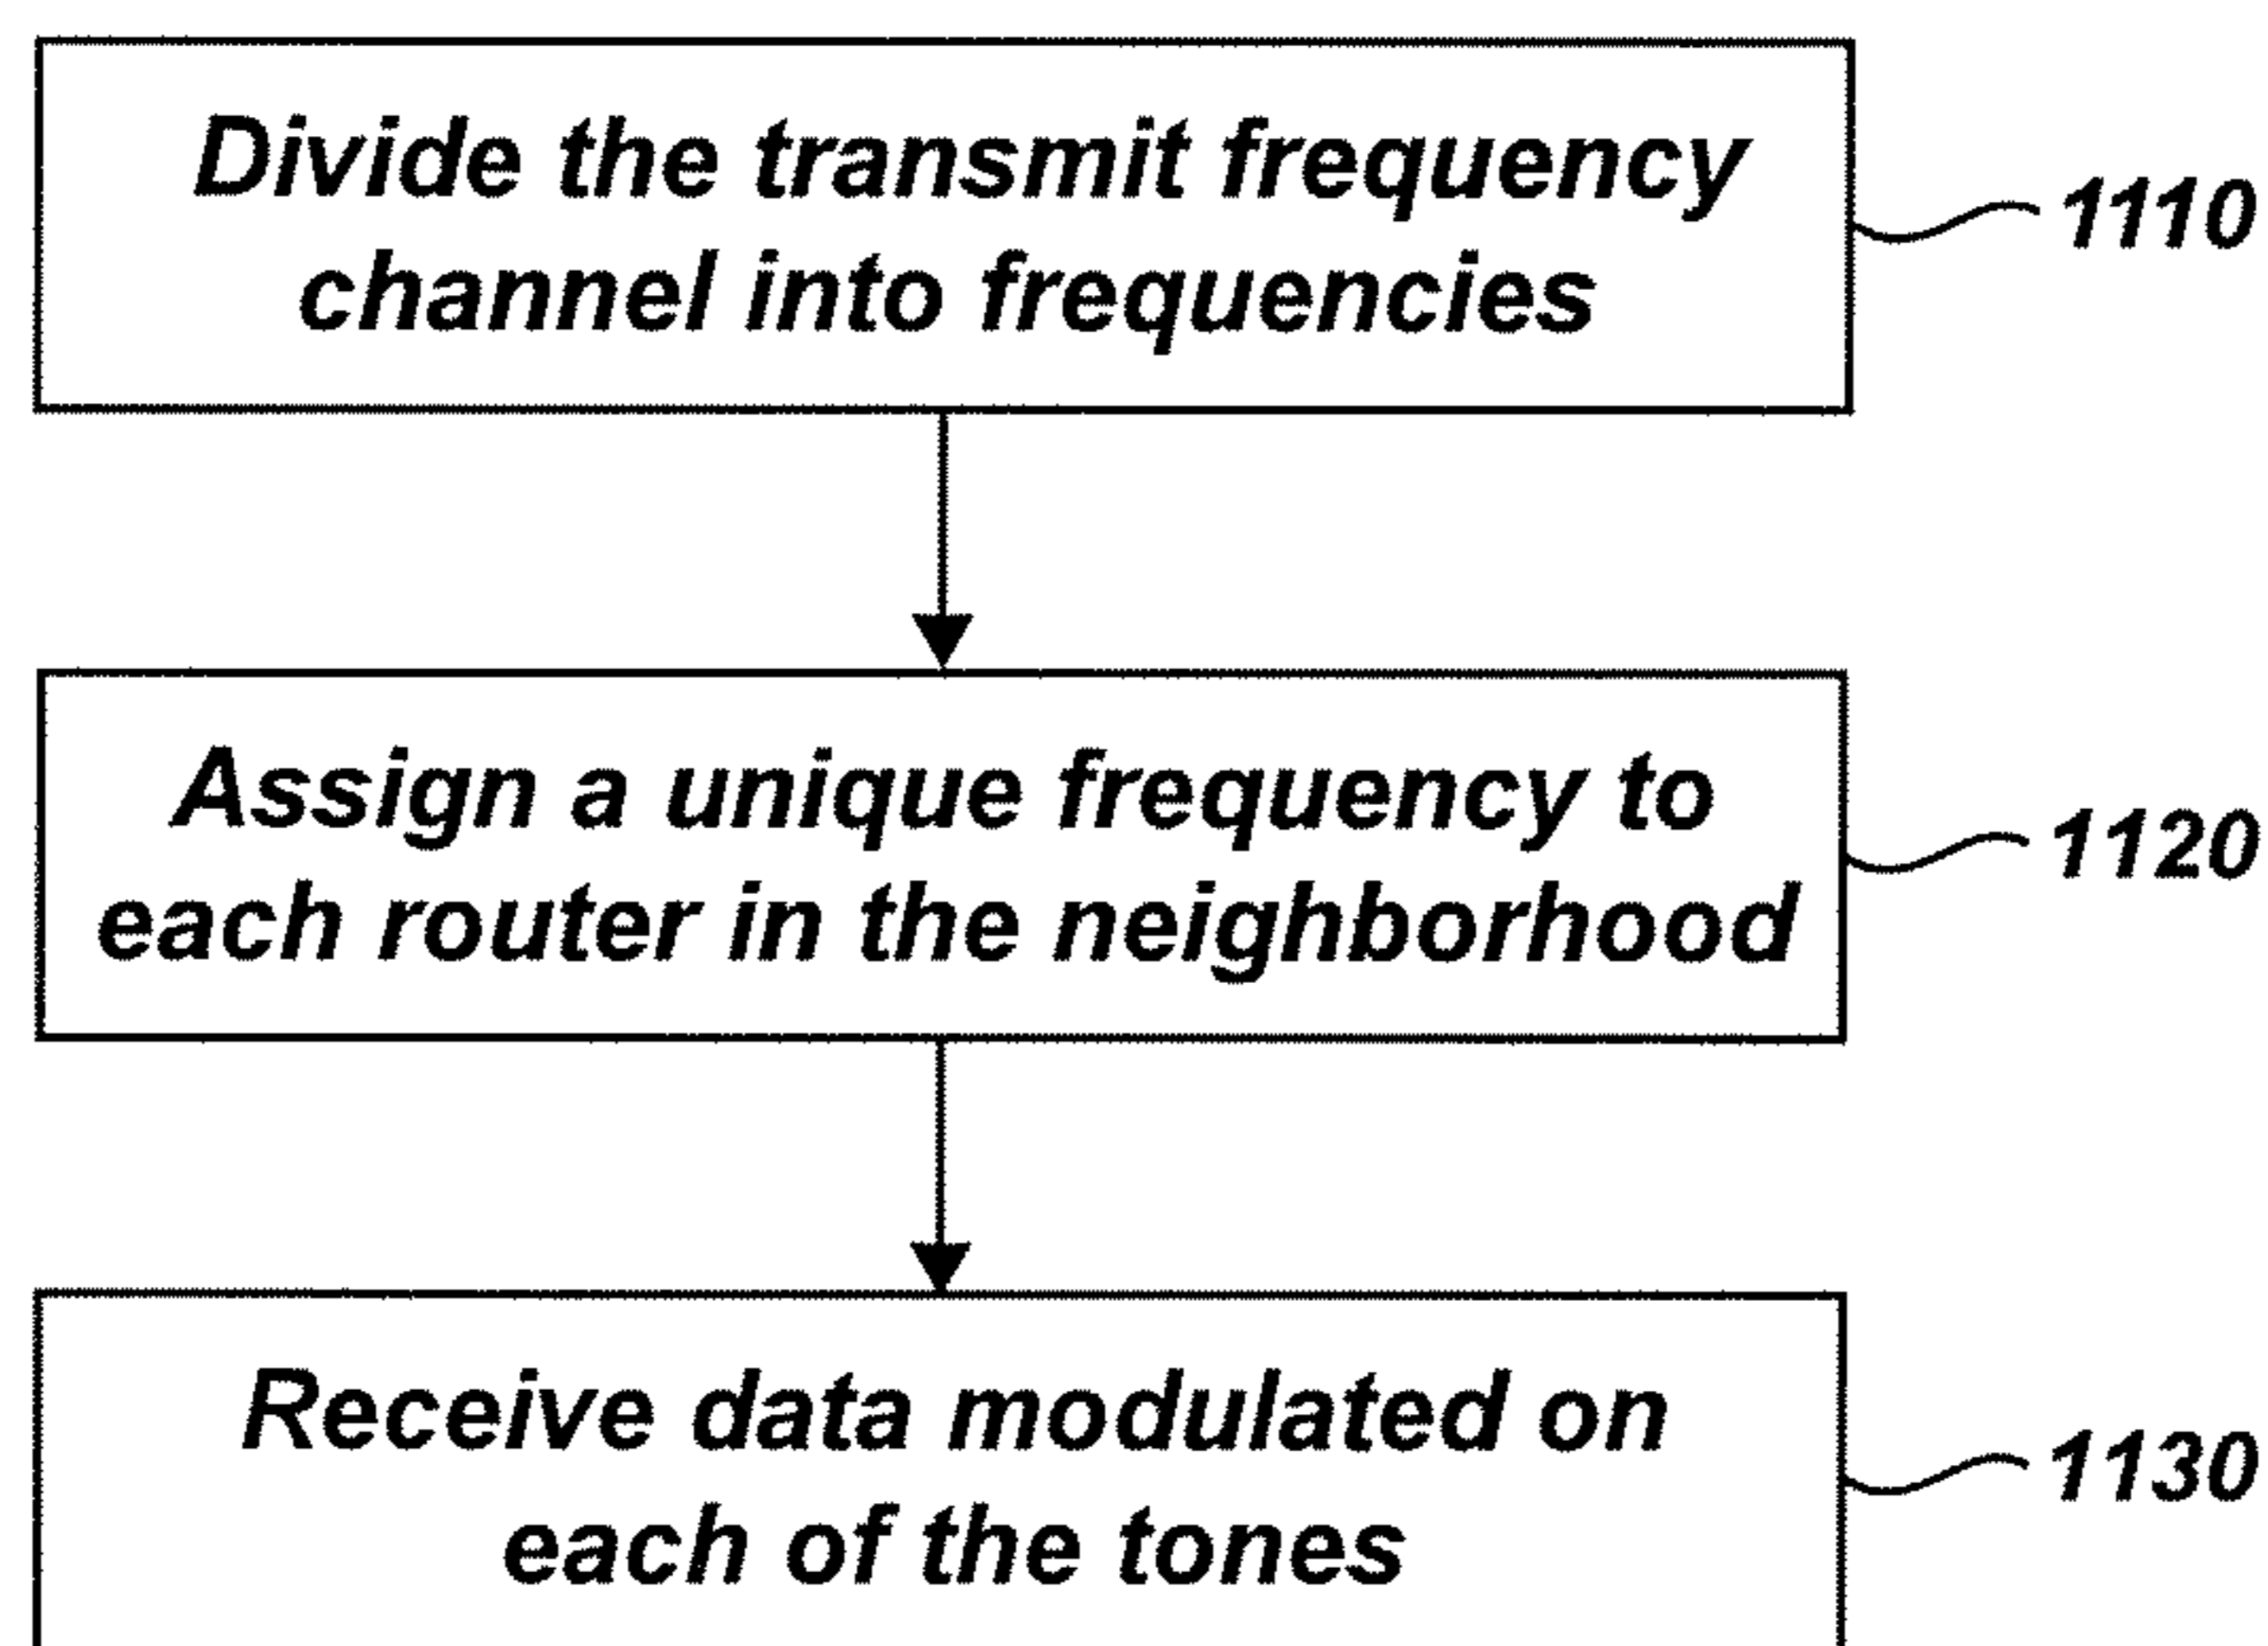 Divide the transmit frequency
channel into frequencies
1110
Assign a unique frequency to
each router in the neighborhood
1120
Receive data modulated on
each of the tones
1130